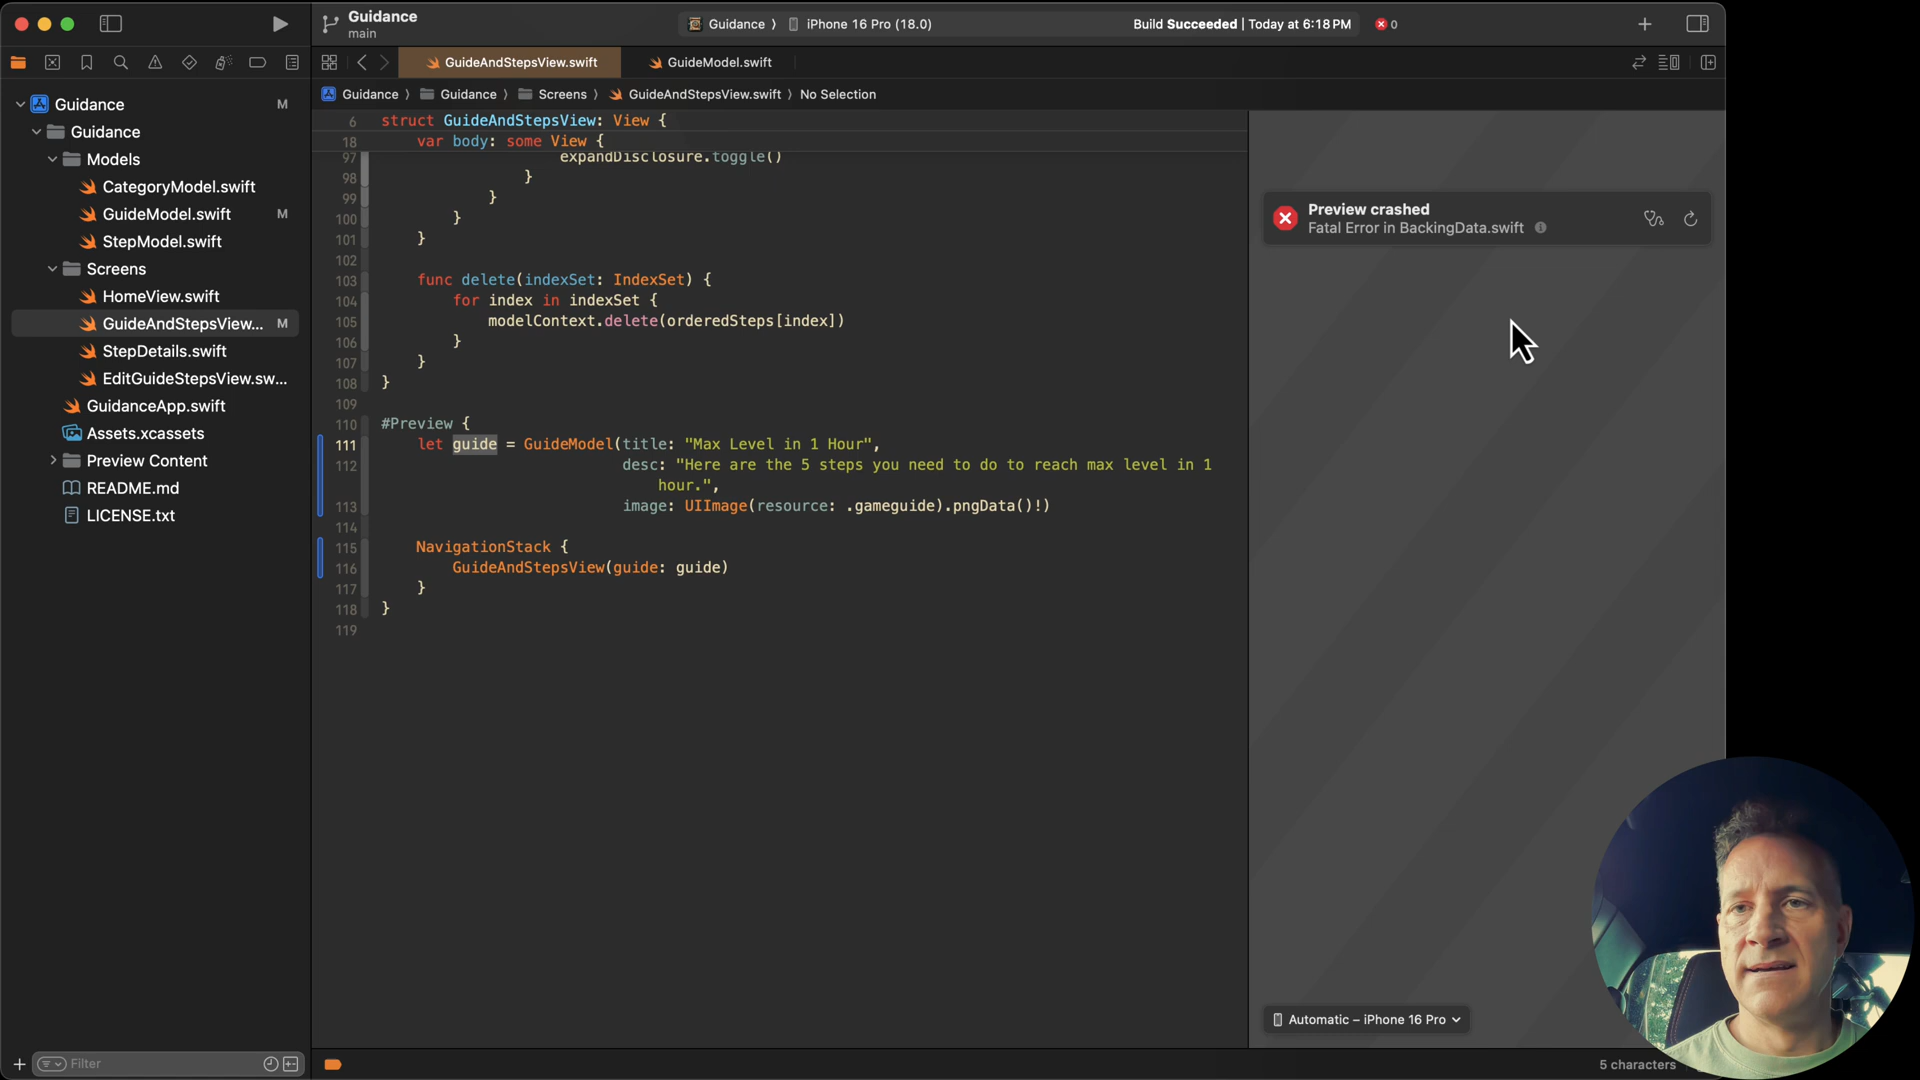 Guidance
main
Guidance 〉 iPhone 16 Pro (18.0)
Build Succeeded | Today at 6:18 PM
0
GuideAndStepsView.swift
GuideModel.swift
Guidance 〉 Guidance 〉 Screens 〉 GuideAndStepsView.swift 〉 No Selection
Guidance M
Guidance
Models
CategoryModel.swift
GuideModel.swift M
StepModel.swift
Screens
HomeView.swift
GuideAndStepsView... M
StepDetails.swift
EditGuideStepsView.sw...
GuidanceApp.swift
Assets.xcassets
Preview Content
README.md
LICENSE.txt
Filter
6 struct GuideAndStepsView: View {
18 var body: some View {
97 expandDisclosure.toggle()
98 }
99 }
100 }
101 }
102
103 func delete(indexSet: IndexSet) {
104 for index in indexSet {
105 modelContext.delete(orderedSteps[index])
106 }
107 }
108 }
109
110 #Preview {
111 let guide = GuideModel(title: "Max Level in 1 Hour",
112 desc: "Here are the 5 steps you need to do to reach max level in 1
hour.",
113 image: UIImage(resource: .gameguide).pngData()!)
114
115 NavigationStack {
116 GuideAndStepsView(guide: guide)
117 }
118 }
119
Preview crashed
Fatal Error in BackingData.swift
Automatic – iPhone 16 Pro
5 characters